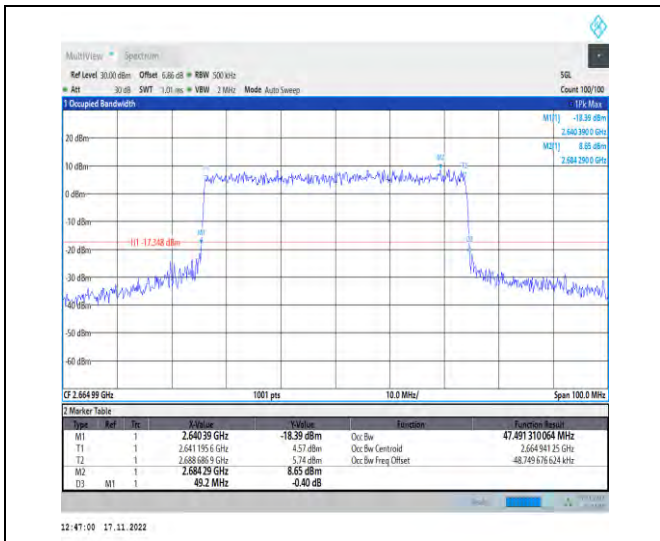 MultiView Spectrum
Ref Level 30.00 dBm Offset 6.86 dB RBW 500 kHz SGL
Att 30 dB SWT 1.01 ms VBW 2 MHz Mode Auto Sweep Count 100/100
1 Occupied Bandwidth 1Pk Max
M1[1] -18.39 dBm
2.640 390 0 GHz
M2[1] 8.65 dBm
2.684 290 0 GHz
20 dBm
10 dBm
M2
T2
0 dBm
-10 dBm
H1 -17.348 dBm
-20 dBm
-30 dBm
-40 dBm
-50 dBm
-60 dBm
CF 2.664 99 GHz 1001 pts 10.0 MHz/ Span 100.0 MHz
2 Marker Table
Type Ref Trc X-Value Y-Value Function Function Result
M1 1 2.640 39 GHz -18.39 dBm Occ Bw 47.491 310 064 MHz
T1 1 2.641 195 6 GHz 4.57 dBm Occ Bw Centroid 2.664 941 25 GHz
T2 1 2.688 686 9 GHz 5.74 dBm Occ Bw Freq Offset -48.749 676 624 kHz
M2 1 2.684 29 GHz 8.65 dBm
D3 M1 1 49.2 MHz -0.40 dB
12:47:00 17.11.2022